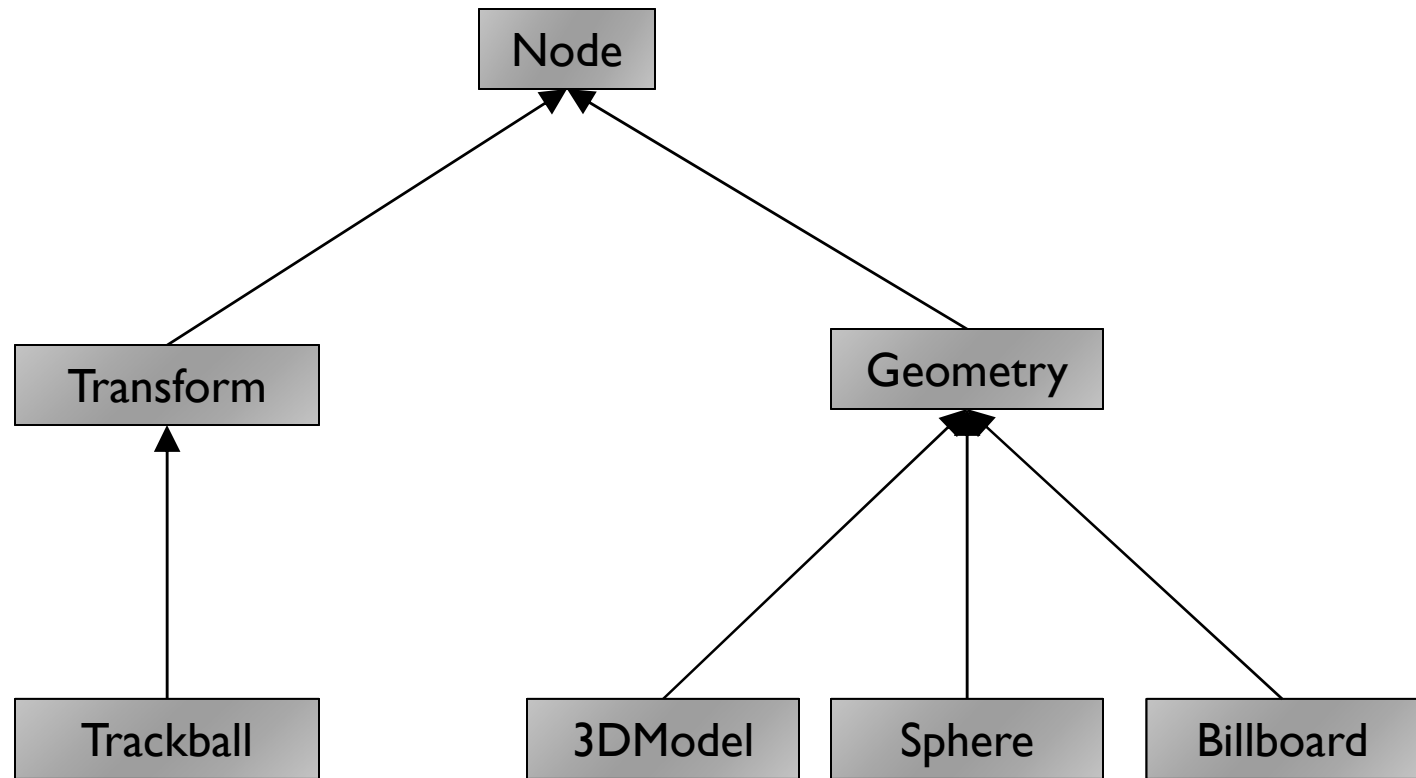 Node
Transform
Geometry
Trackball
3DModel
Sphere
Billboard